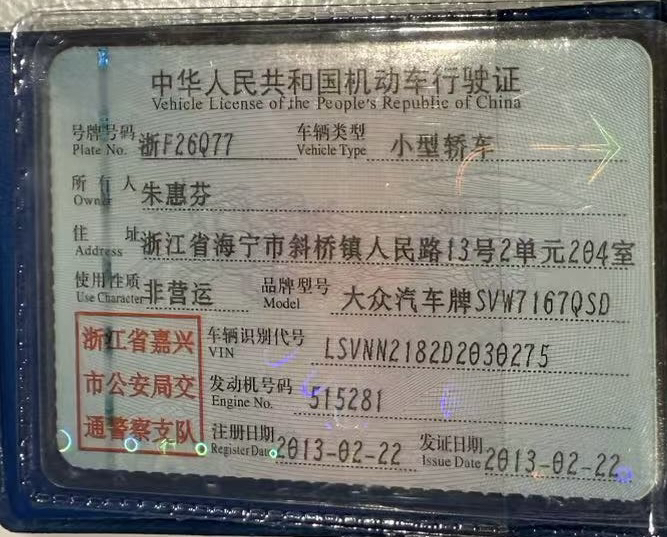 中华人民共和国机动车行驶证
Vehicle License of the People's Republic of China
号牌号码 浙F26Q77 车辆类型 小型轿车
Plate No. Vehicle Type
所有人 朱惠芬
Owner
住址 浙江省海宁市斜桥镇人民路13号2单元204室
Address
使用性质 非营运 品牌型号 大众汽车牌SVW7167QSD
Use Character Model
浙江省嘉兴
市公安局交
通警察支队
车辆识别代号 LSVNN2182D2030275
VIN
发动机号码 515281
Engine No.
注册日期 2013-02-22 发证日期 2013-02-22
Register Date Issue Date